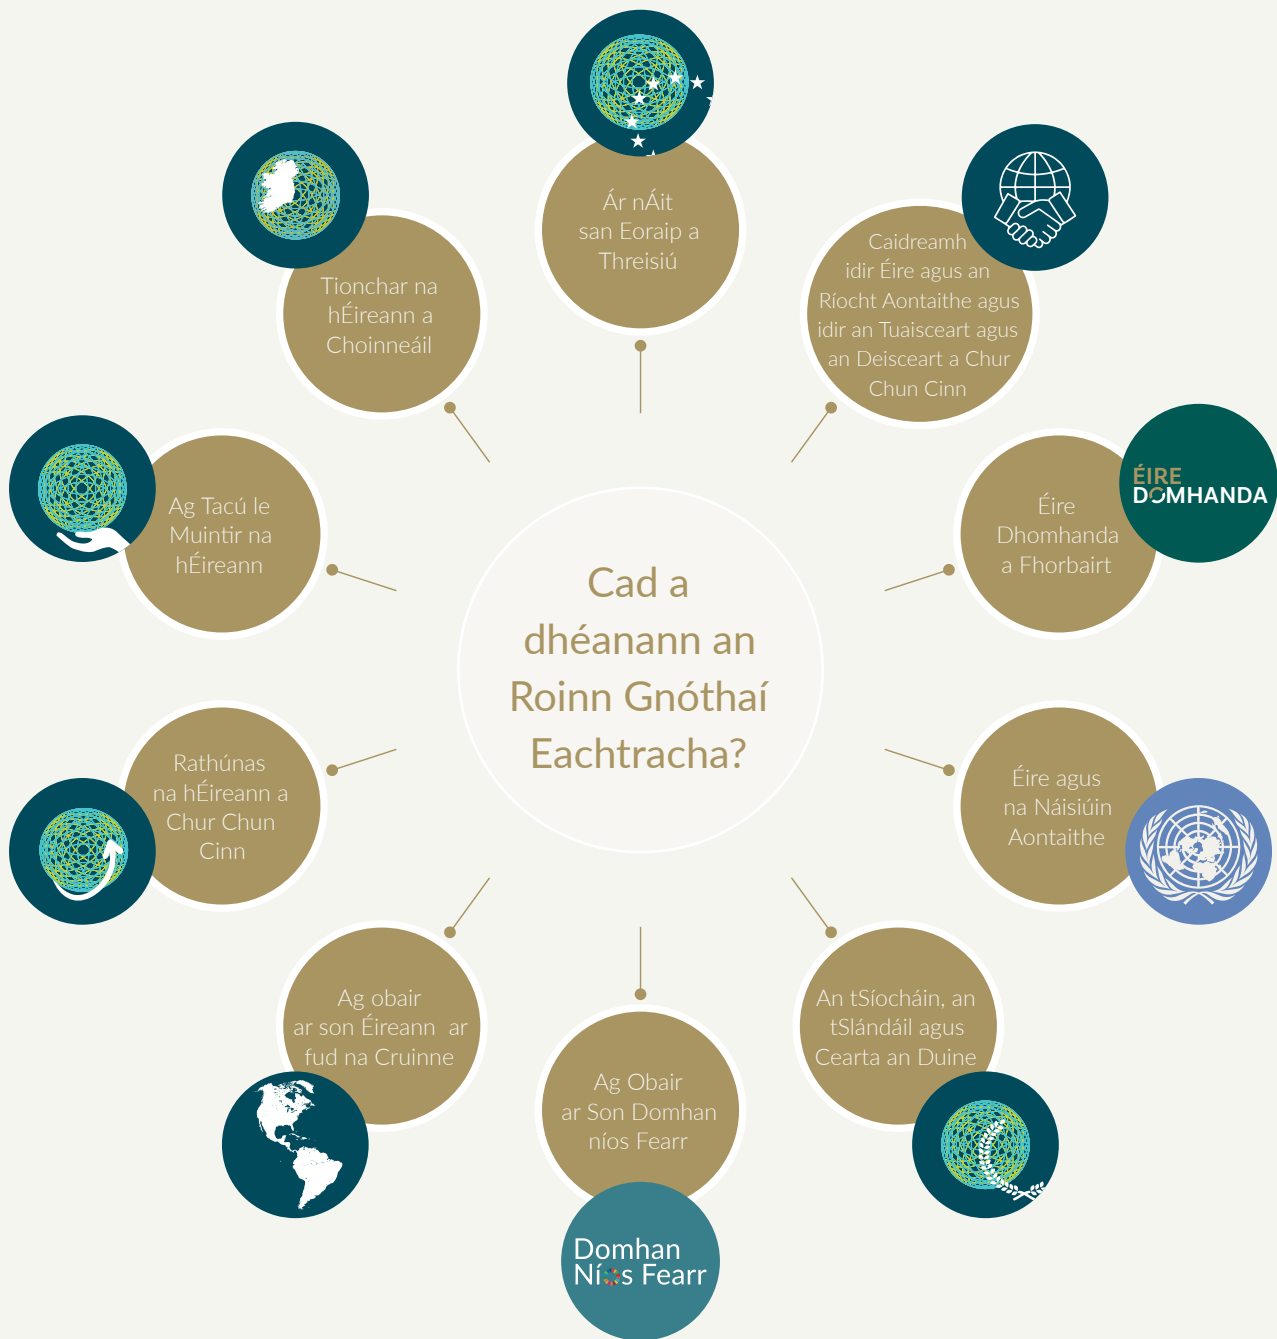 Cad a
dhéanann an
Roinn Gnóthaí
Eachtracha?
Ár nÁit
san Eoraip a
Threisiú
Caidreamh
idir Éire agus an
Ríocht Aontaithe agus
idir an Tuaisceart agus
an Deisceart a Chur
Chun Cinn
Éire
Dhomhanda
a Fhorbairt
ÉIRE
DOMHANDA
Éire agus
na Náisiúin
Aontaithe
An tSíocháin, an
tSlándáil agus
Cearta an Duine
Ag Obair
ar Son Domhan
níos Fearr
Domhan
Níos Fearr
Ag obair
ar son Éireann ar
fud na Cruinne
Rathúnas
na hÉireann a
Chur Chun
Cinn
Ag Tacú le
Muintir na
hÉireann
Tionchar na
hÉireann a
Choinneáil